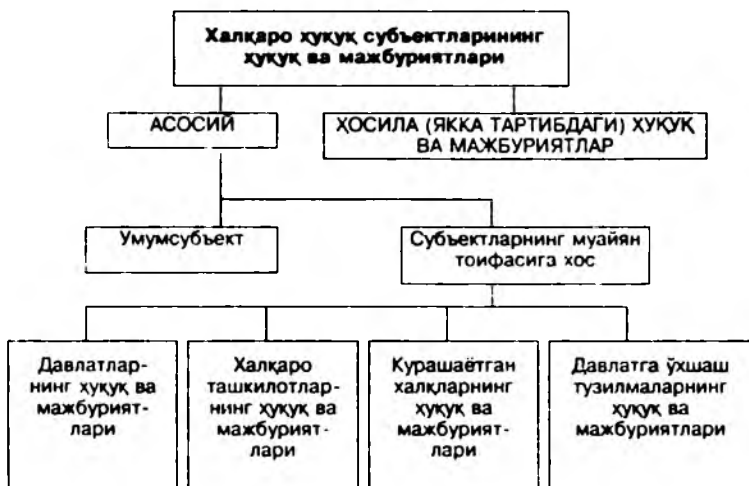 Халқаро ҳуқуқ субъектларининг
ҳуқуқ ва мажбуриятлари
АСОСИЙ
ҲОСИЛА (ЯККА ТАРТИБДАГИ) ХУҚУҚ
ВА МАЖБУРИЯТЛАР
Умумсубъект
Субъектларнинг муайян
тоифасига хос
Давлатлар-
нинг ҳуқуқ ва
мажбурият-
лари
Халқаро
ташкилотлар-
нинг ҳуқуқ ва
мажбурият-
лари
Курашаётган
халқларнинг
ҳуқуқ ва
мажбурият-
лари
Давлатга ўхшаш
тузилмаларнинг
ҳуқуқ ва
мажбуриятлари